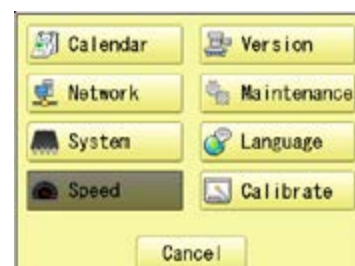 Calendar
Version
Network
Maintenance
System
Language
Speed
Calibrate
Cancel